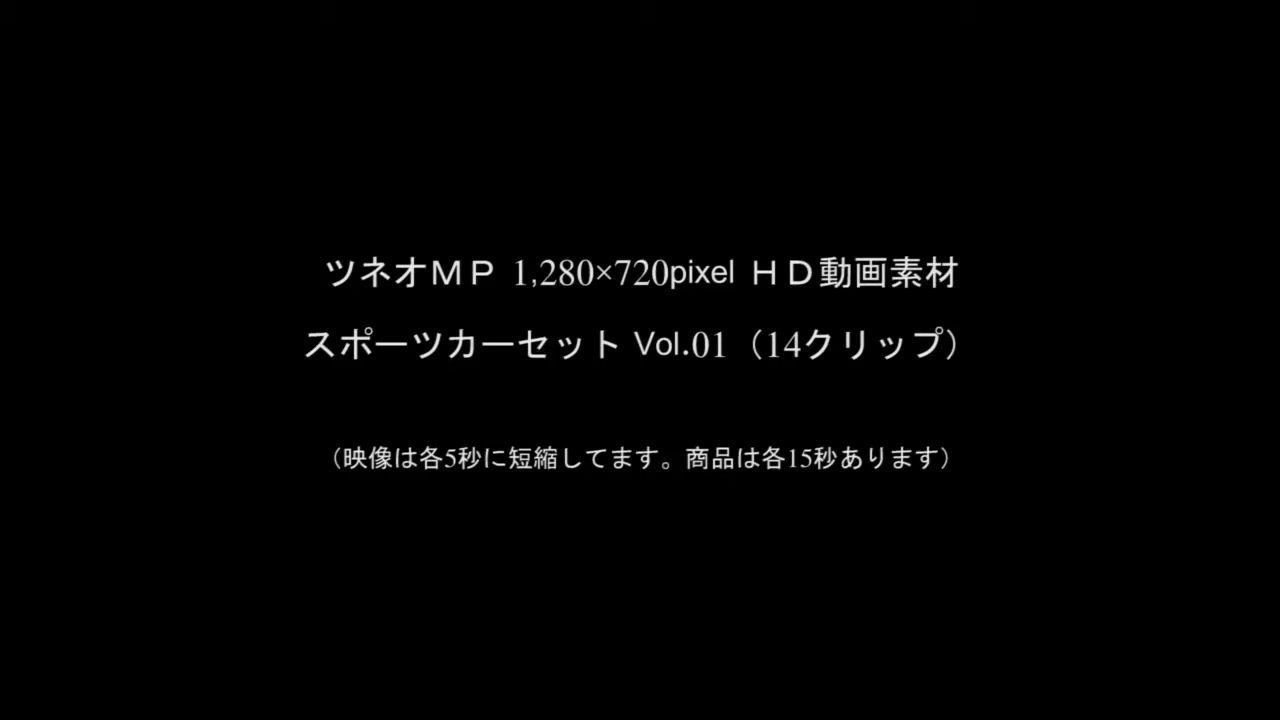 ツネオＭＰ 1,280×720pixel ＨＤ動画素材
スポーツカーセット Vol.01（14クリップ）
（映像は各5秒に短縮してます。商品は各15秒あります）